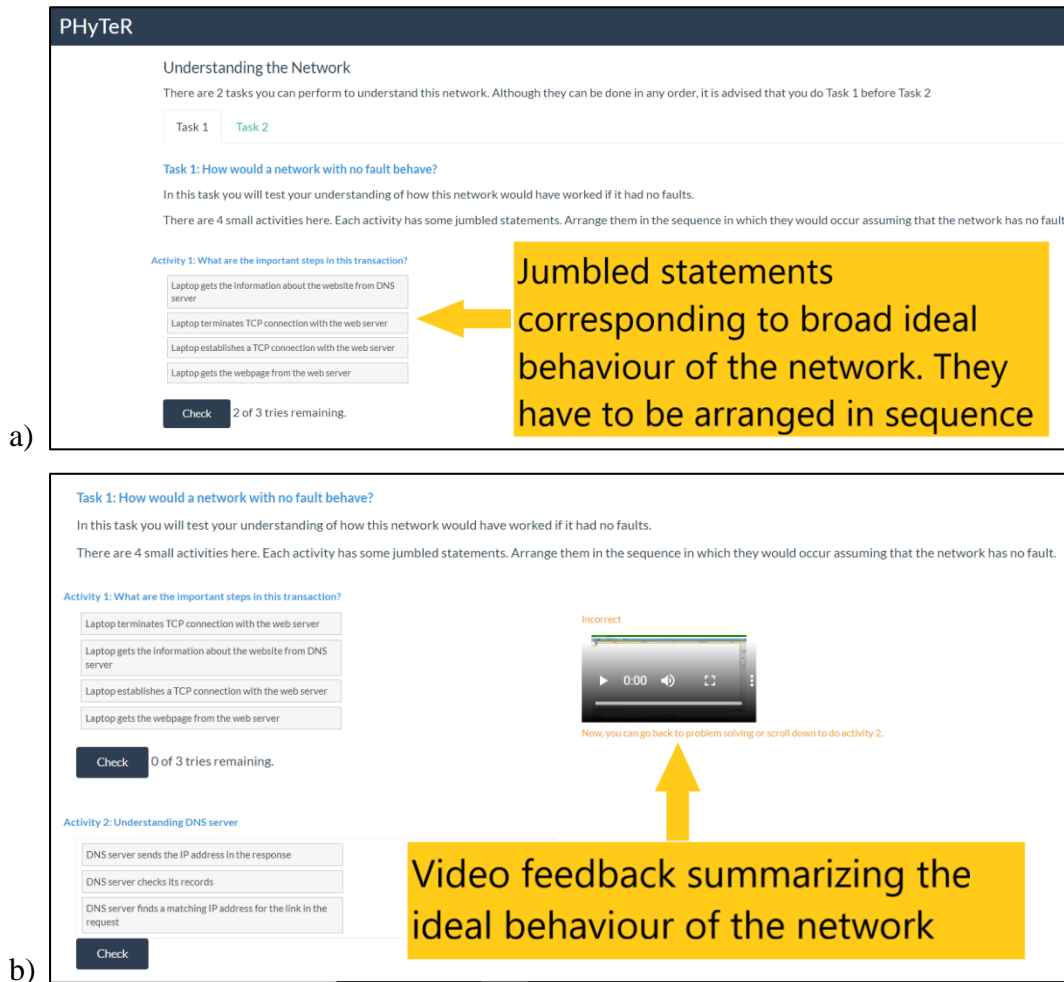 PHyTeR
Understanding the Network
There are 2 tasks you can perform to understand this network. Although they can be done in any order, it is advised that you do Task 1 before Task 2
Task 1 Task 2
Task 1: How would a network with no fault behave?
In this task you will test your understanding of how this network would have worked if it had no faults.
There are 4 small activities here. Each activity has some jumbled statements. Arrange them in the sequence in which they would occur assuming that the network has no fault
Activity 1: What are the important steps in this transaction?
Laptop gets the information about the website from DNS
server
Laptop terminates TCP connection with the web server
Laptop establishes a TCP connection with the web server
Laptop gets the webpage from the web server
Check 2 of 3 tries remaining.
Jumbled statements
corresponding to broad ideal
behaviour of the network. They
have to be arranged in sequence
a)
Task 1: How would a network with no fault behave?
In this task you will test your understanding of how this network would have worked if it had no faults.
There are 4 small activities here. Each activity has some jumbled statements. Arrange them in the sequence in which they would occur assuming that the network has no fault.
Activity 1: What are the important steps in this transaction?
Laptop terminates TCP connection with the web server
Laptop gets the information about the website from DNS
server
Laptop establishes a TCP connection with the web server
Laptop gets the webpage from the web server
Check 0 of 3 tries remaining.
Incorrect
0:00
Now, you can go back to problem solving or scroll down to do activity 2.
Activity 2: Understanding DNS server
DNS server sends the IP address in the response
DNS server checks its records
DNS server finds a matching IP address for the link in the
request
Check
Video feedback summarizing the
ideal behaviour of the network
b)